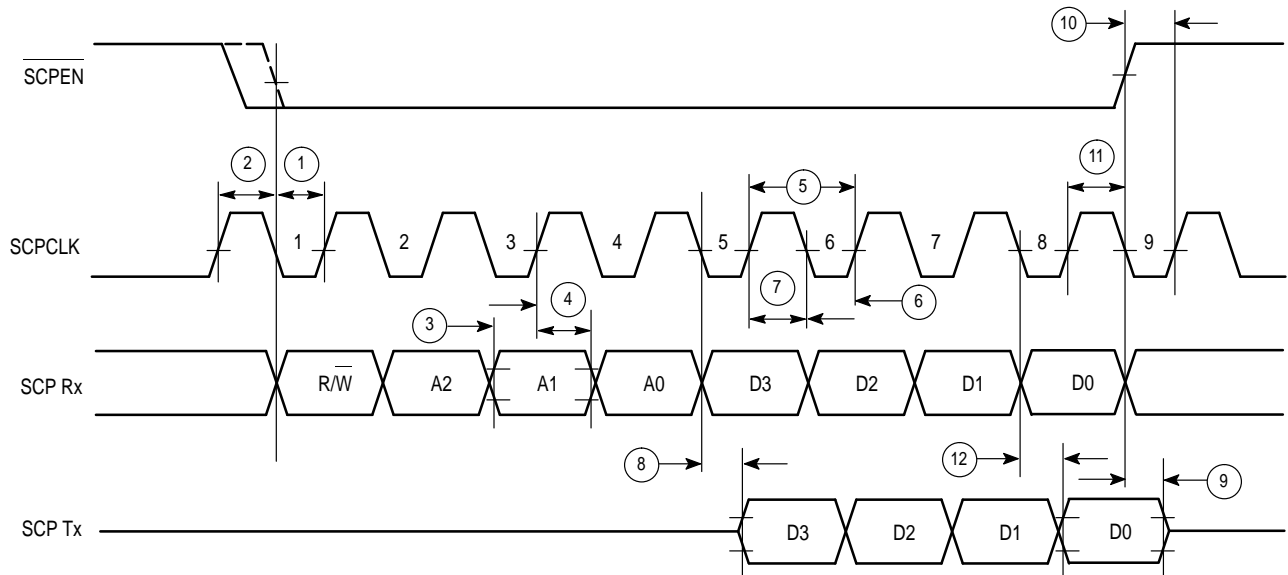 10
SCPEN
2 1 11
5
SCPCLK 1 2 3 4 5 6 7 8 9
7
4 6
3
SCP Rx R/W A2 A1 A0 D3 D2 D1 D0
8 12 9
SCP Tx D3 D2 D1 D0